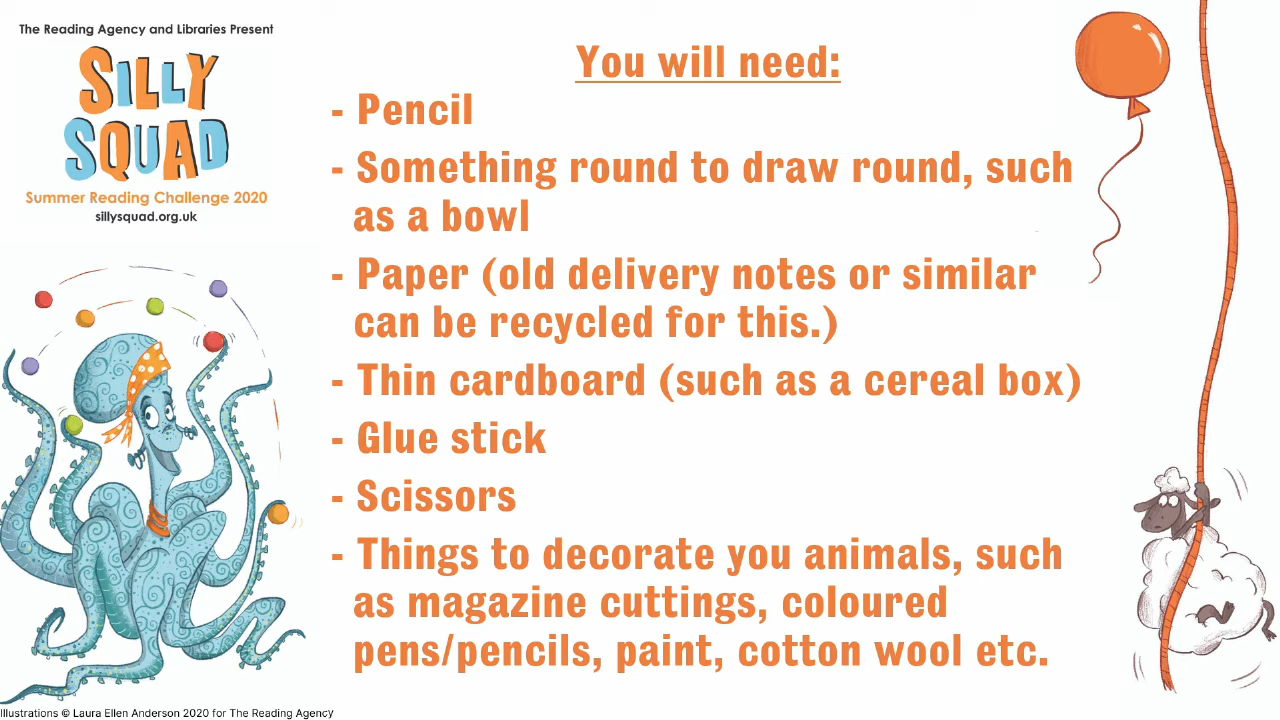 The Reading Agency and Libraries Present
SILLY
SQUAD
Summer Reading Challenge 2020
sillysquad.org.uk
You will need:
- Pencil
- Something round to draw round, such
as a bowl
- Paper (old delivery notes or similar
can be recycled for this.)
- Thin cardboard (such as a cereal box)
- Glue stick
- Scissors
- Things to decorate you animals, such
as magazine cuttings, coloured
pens/pencils, paint, cotton wool etc.
Illustrations © Laura Ellen Anderson 2020 for The Reading Agency